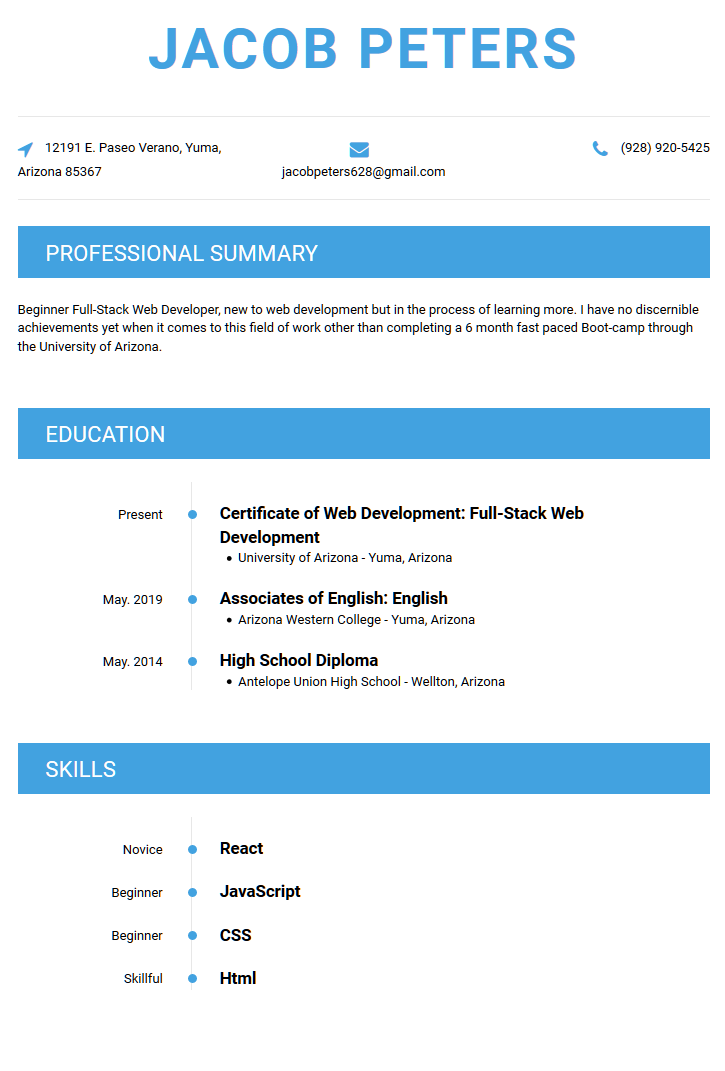 JACOB PETERS
12191 E. Paseo Verano, Yuma,
Arizona 85367
jacobpeters628@gmail.com
(928) 920-5425
PROFESSIONAL SUMMARY
Beginner Full-Stack Web Developer, new to web development but in the process of learning more. I have no discernible
achievements yet when it comes to this field of work other than completing a 6 month fast paced Boot-camp through
the University of Arizona.
EDUCATION
Present
Certificate of Web Development: Full-Stack Web
Development
• University of Arizona - Yuma, Arizona
May. 2019
Associates of English: English
• Arizona Western College - Yuma, Arizona
May. 2014
High School Diploma
• Antelope Union High School - Wellton, Arizona
SKILLS
Novice
React
Beginner
JavaScript
Beginner
CSS
Skillful
Html